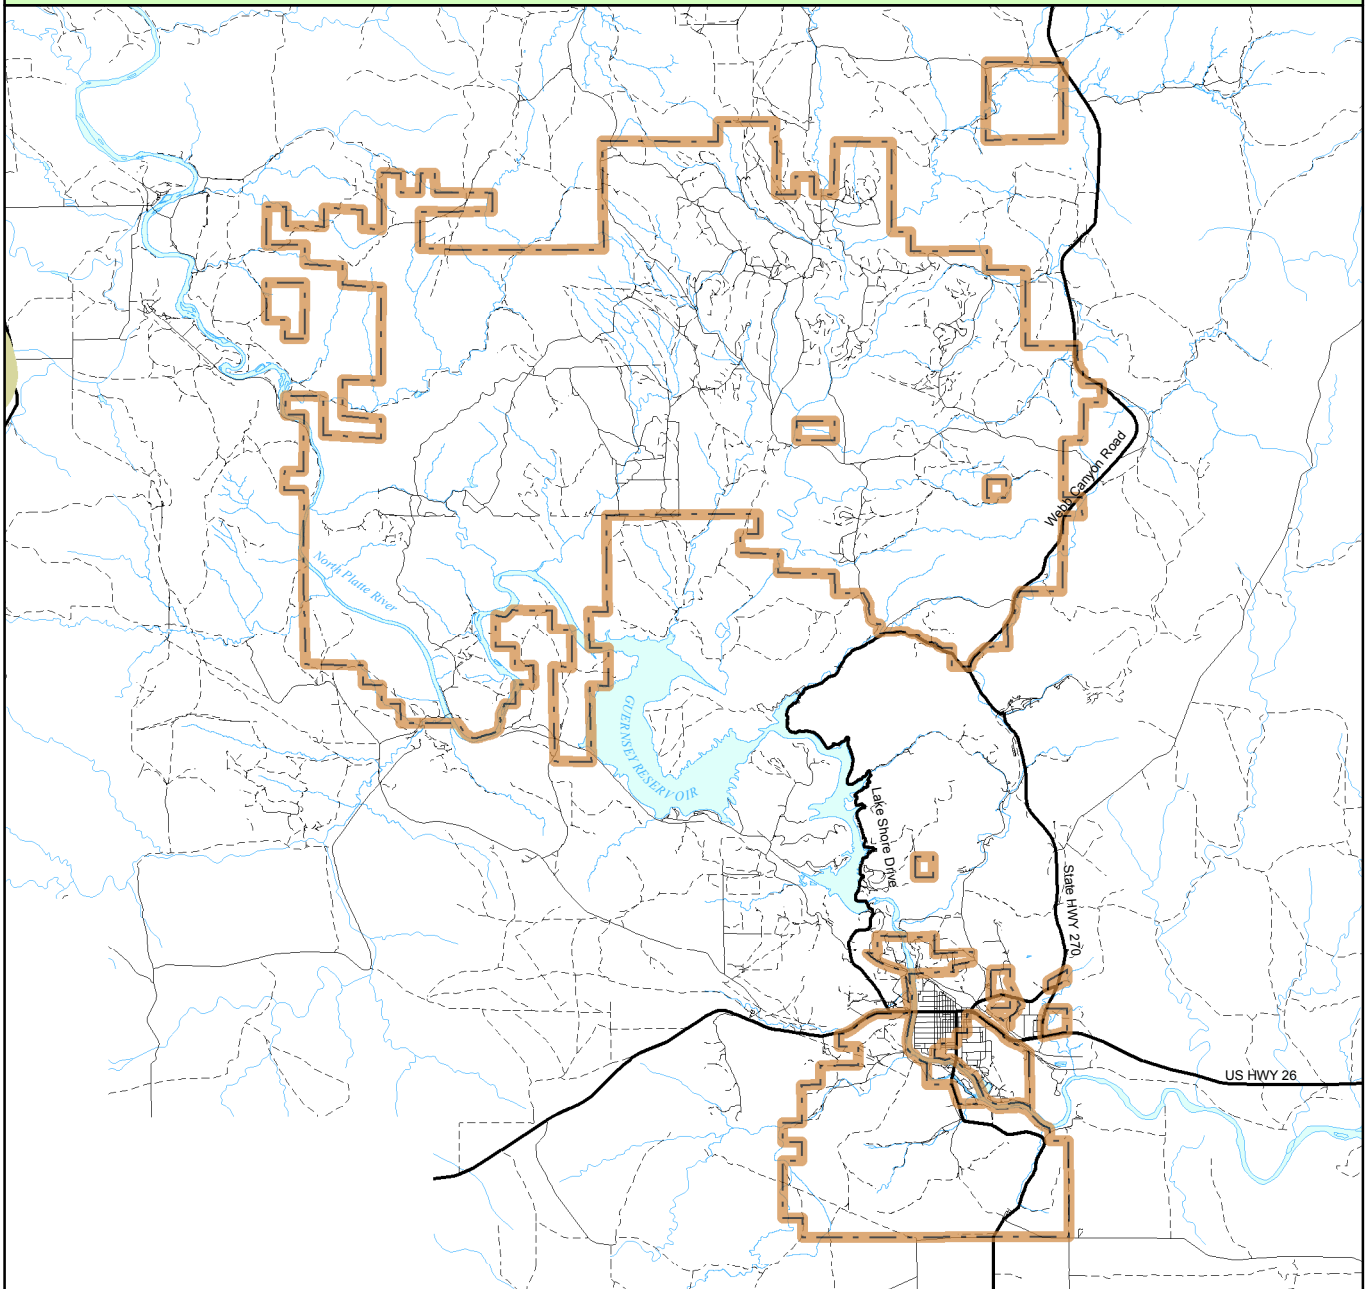 Webb Canyon Road
North Platte River
GUERNSEY RESERVOIR
Lake Shore Drive
State HWY 270
US HWY 26